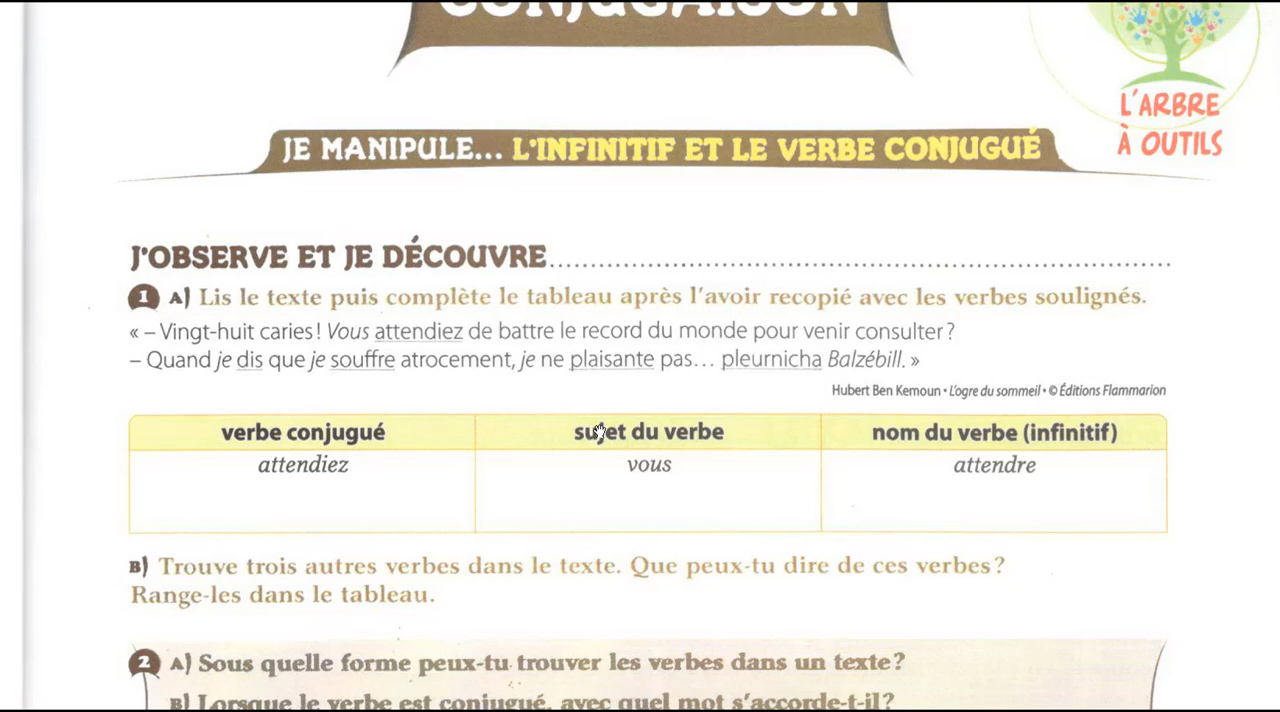 CONJUGAISON
L'ARBRE
À OUTILS
JE MANIPULE... L'INFINITIF ET LE VERBE CONJUGUÉ
J'OBSERVE ET JE DÉCOUVRE
1 A) Lis le texte puis complète le tableau après l'avoir recopié avec les verbes soulignés.
« – Vingt-huit caries ! Vous attendiez de battre le record du monde pour venir consulter ?
– Quand je dis que je souffre atrocement, je ne plaisante pas... pleurnicha Balzébill. »
Hubert Ben Kemoun • L'ogre du sommeil • © Éditions Flammarion
verbe conjugué sujet du verbe nom du verbe (infinitif)
attendiez vous attendre
B) Trouve trois autres verbes dans le texte. Que peux-tu dire de ces verbes ?
Range-les dans le tableau.
2 A) Sous quelle forme peux-tu trouver les verbes dans un texte ?
B) Lorsque le verbe est conjugué, avec quel mot s'accorde-t-il ?